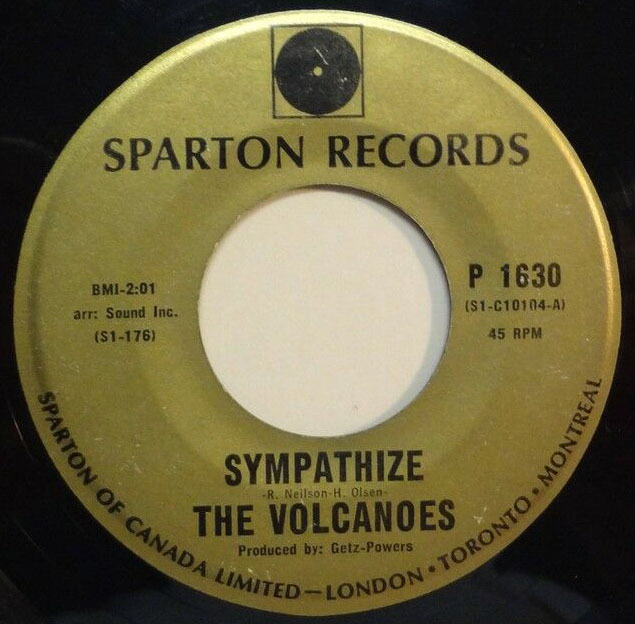 SPARTON RECORDS
BMI-2:01
arr: Sound Inc.
(S1-176)
P 1630
(S1-C10104-A)
45 RPM
SYMPATHIZE
-R. Neilson-H. Olsen-
THE VOLCANOES
Produced by: Getz-Powers
SPARTON OF CANADA LIMITED—LONDON • TORONTO • MONTREAL